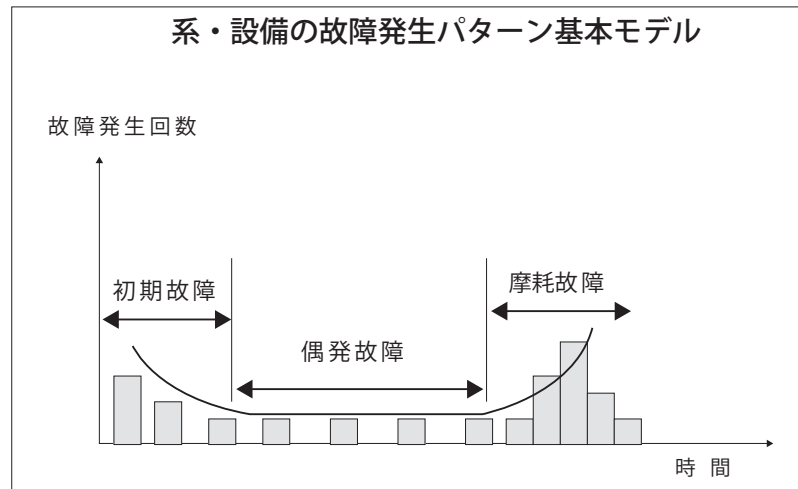 系・設備の故障発生パターン基本モデル
故障発生回数
初期故障
摩耗故障
偶発故障
時 間